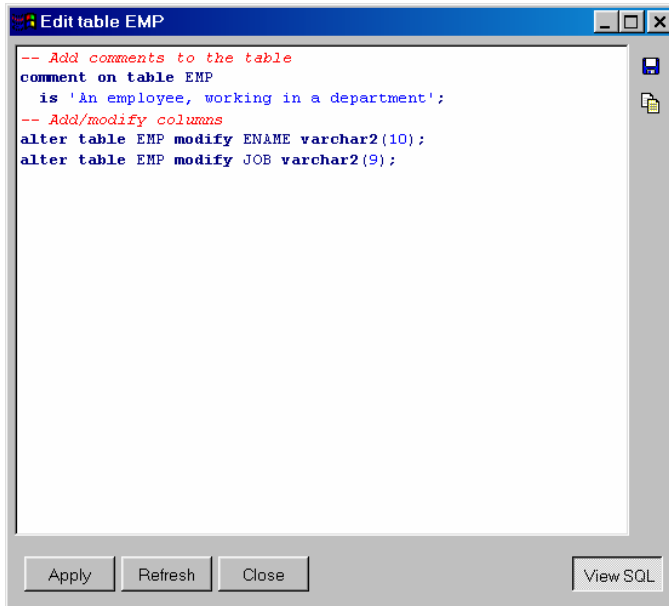 Edit table EMP
-- Add comments to the table
comment on table EMP
  is 'An employee, working in a department';
-- Add/modify columns
alter table EMP modify ENAME varchar2(10);
alter table EMP modify JOB varchar2(9);
Apply Refresh Close View SQL